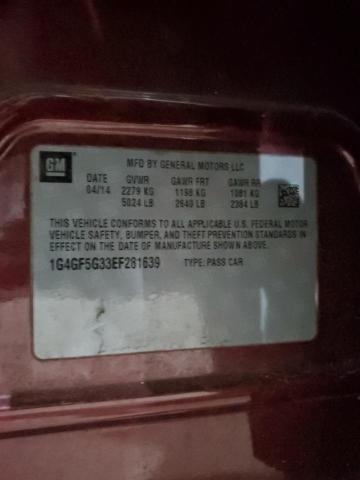 GM
MFD BY GENERAL MOTORS LLC
DATE GVWR GAWR FRT GAWR RR
04/14 2279 KG 1198 KG 1081 KG
5024 LB 2640 LB 2384 LB
THIS VEHICLE CONFORMS TO ALL APPLICABLE U.S. FEDERAL MOTOR
VEHICLE SAFETY, BUMPER, AND THEFT PREVENTION STANDARDS IN
EFFECT ON THE DATE OF MANUFACTURE SHOWN ABOVE.
1G4GF5G33EF281639 TYPE: PASS CAR